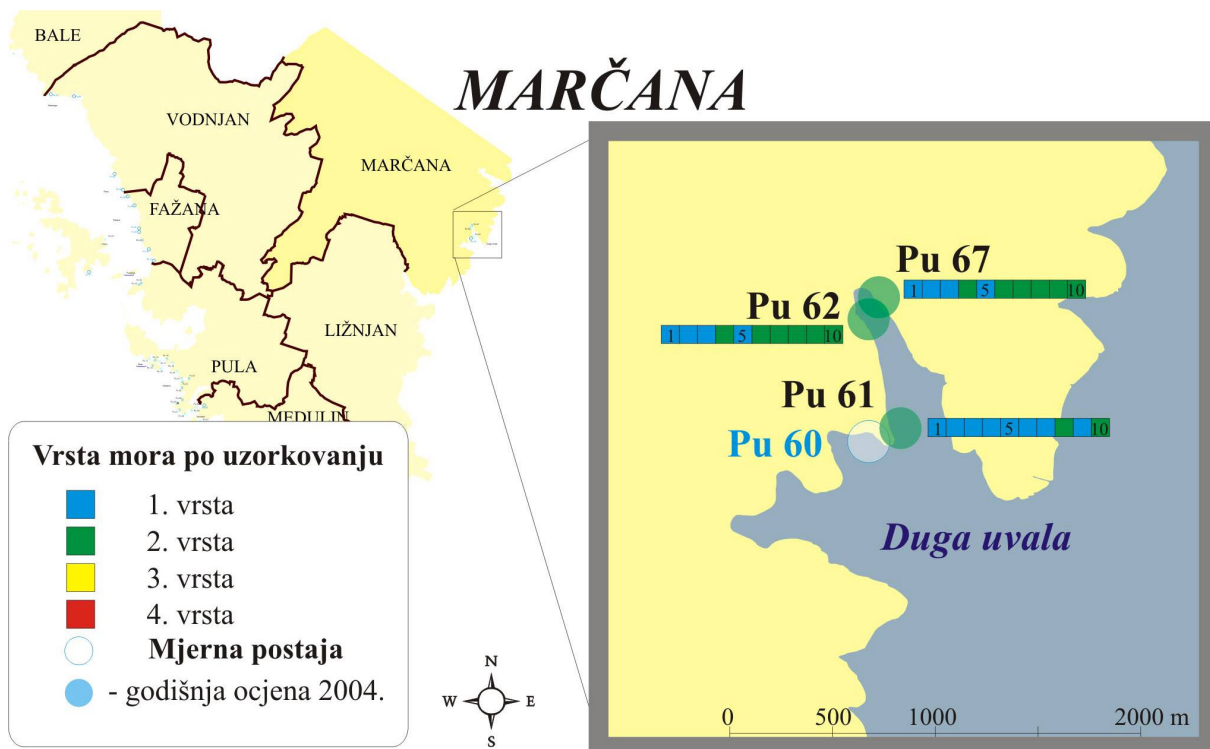 MARČANA
BALE
VODNJAN
MARČANA
FAŽANA
LIŽNJAN
PULA
MEDULIN
Vrsta mora po uzorkovanju
1. vrsta
2. vrsta
3. vrsta
4. vrsta
Mjerna postaja
- godišnja ocjena 2004.
N
W E
S
Pu 67
1 5 10
Pu 62
1 5 10
Pu 61
1 5 10
Pu 60
Duga uvala
0 500 1000 2000 m